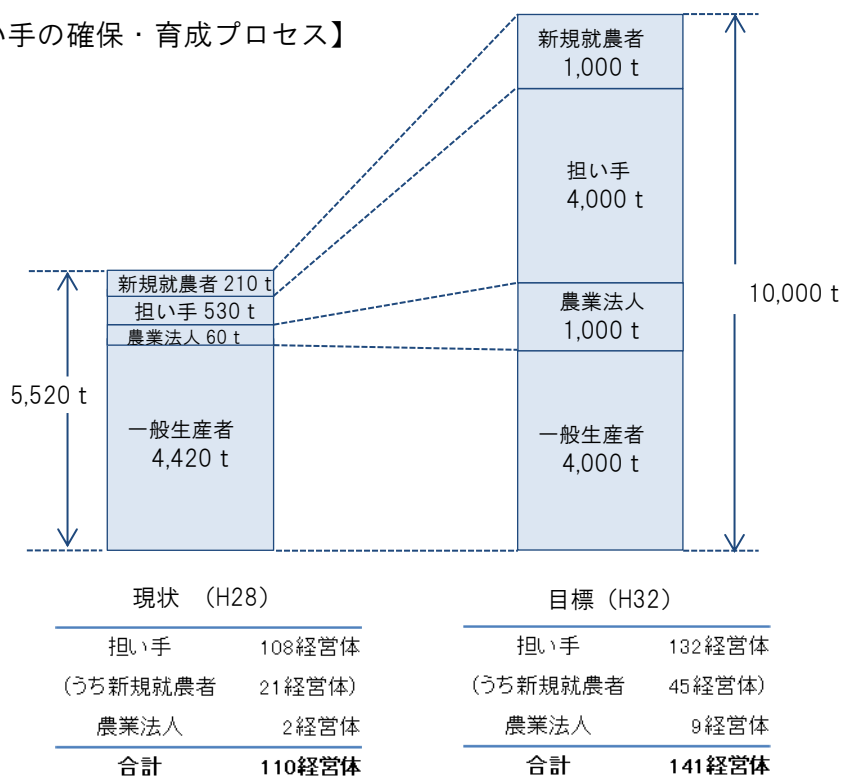 い手の確保・育成プロセス】
新規就農者
1,000 t
担い手
4,000 t
農業法人
1,000 t
一般生産者
4,000 t
10,000 t
新規就農者 210 t
担い手 530 t
農業法人 60 t
一般生産者
4,420 t
5,520 t
現状 （H28）
担い手 108経営体
(うち新規就農者 21経営体)
農業法人 2経営体
合計 110経営体
目標（H32）
担い手 132経営体
(うち新規就農者 45経営体)
農業法人 9経営体
合計 141経営体